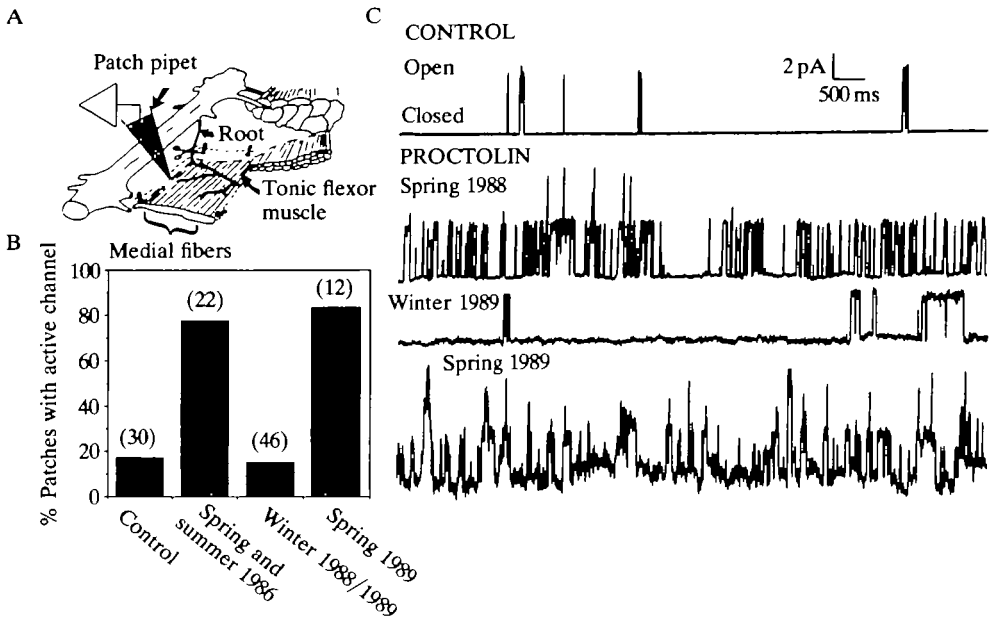 A
Patch pipet
Root
Tonic flexor
muscle
Medial fibers
B
% Patches with active channel
100
80
60
40
20
0
(30)
(22)
(46)
(12)
Control
Spring and
summer 1986
Winter 1988/1989
Spring 1989
C
CONTROL
Open
Closed
2 pA
500 ms
PROCTOLIN
Spring 1988
Winter 1989
Spring 1989